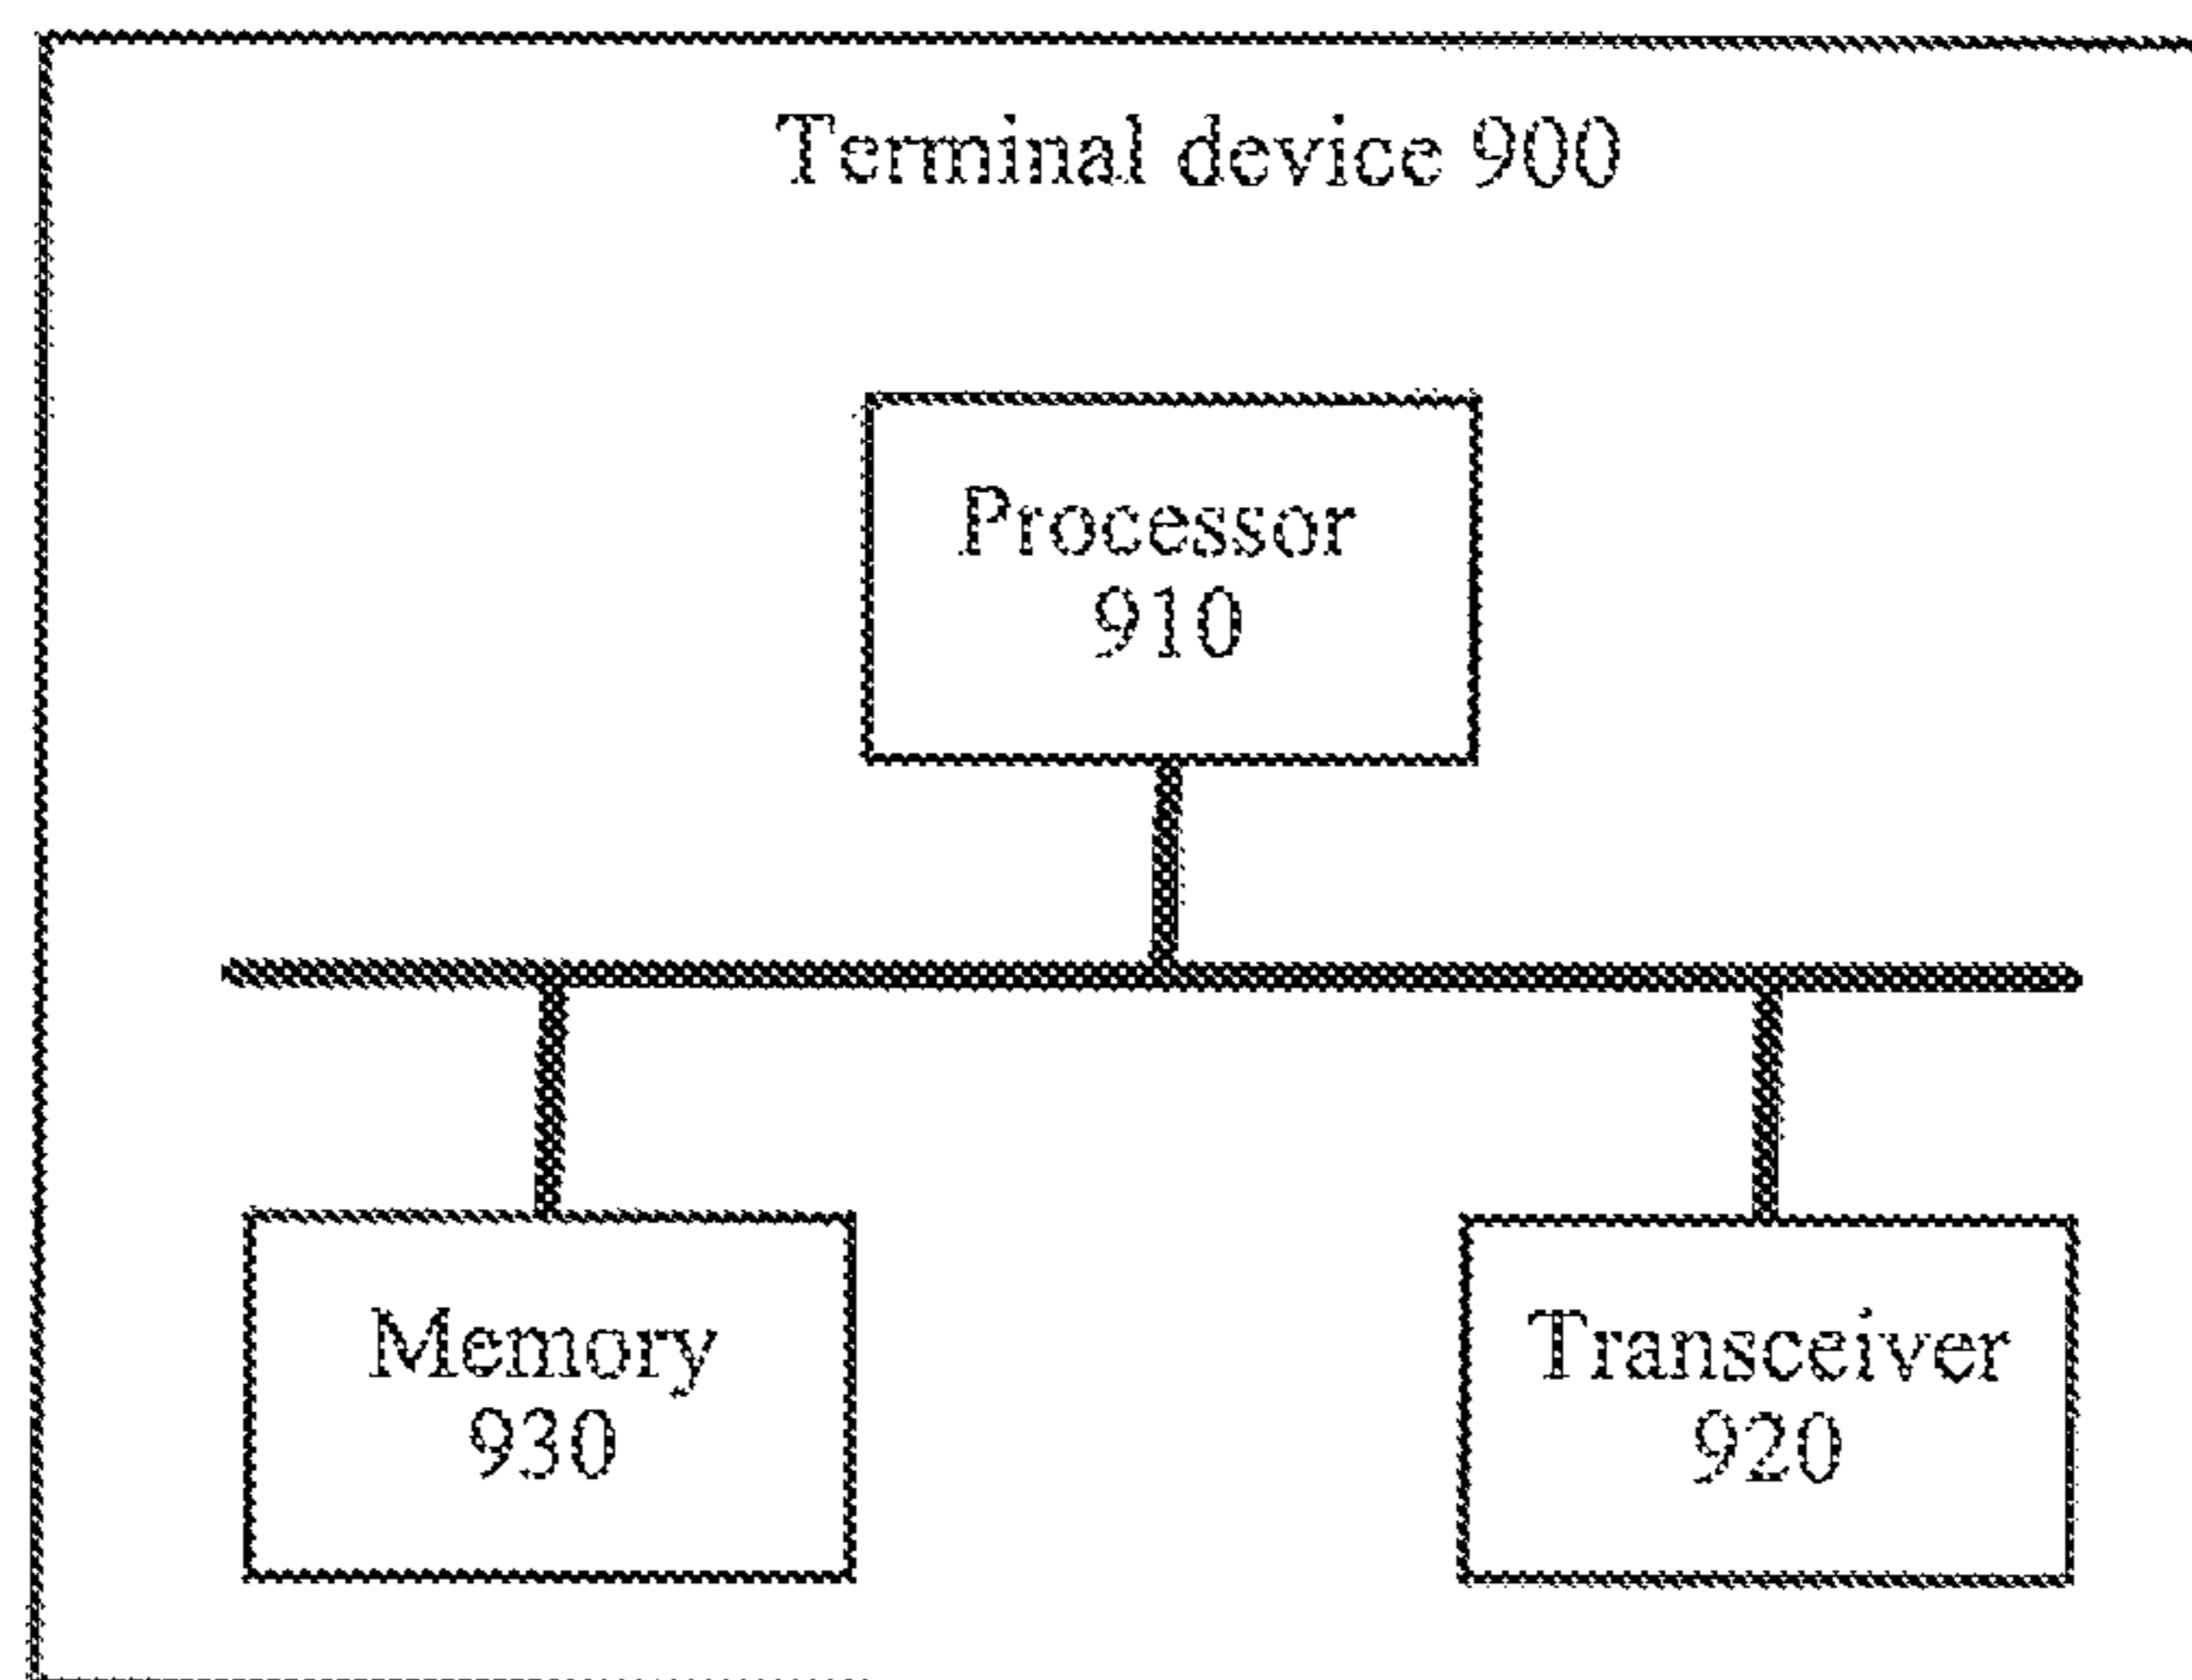 Terminal device 900
Processor
910
Memory
930
Transceiver
920